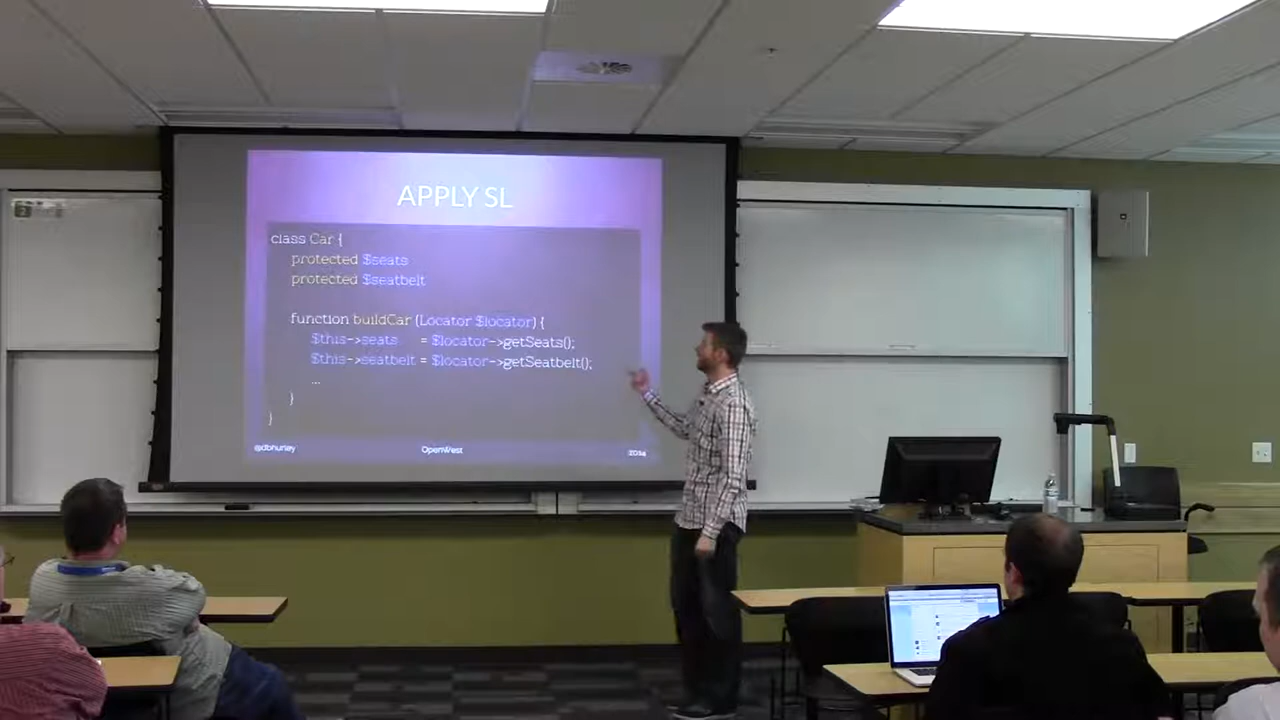 APPLY SL
class Car {
protected $seats
protected $seatbelt
function buildCar (Locator $locator) {
$this->seats = $locator->getSeats();
$this->seatbelt = $locator->getSeatbelt();
...
}
}
@dbhurley OpenWest 2014